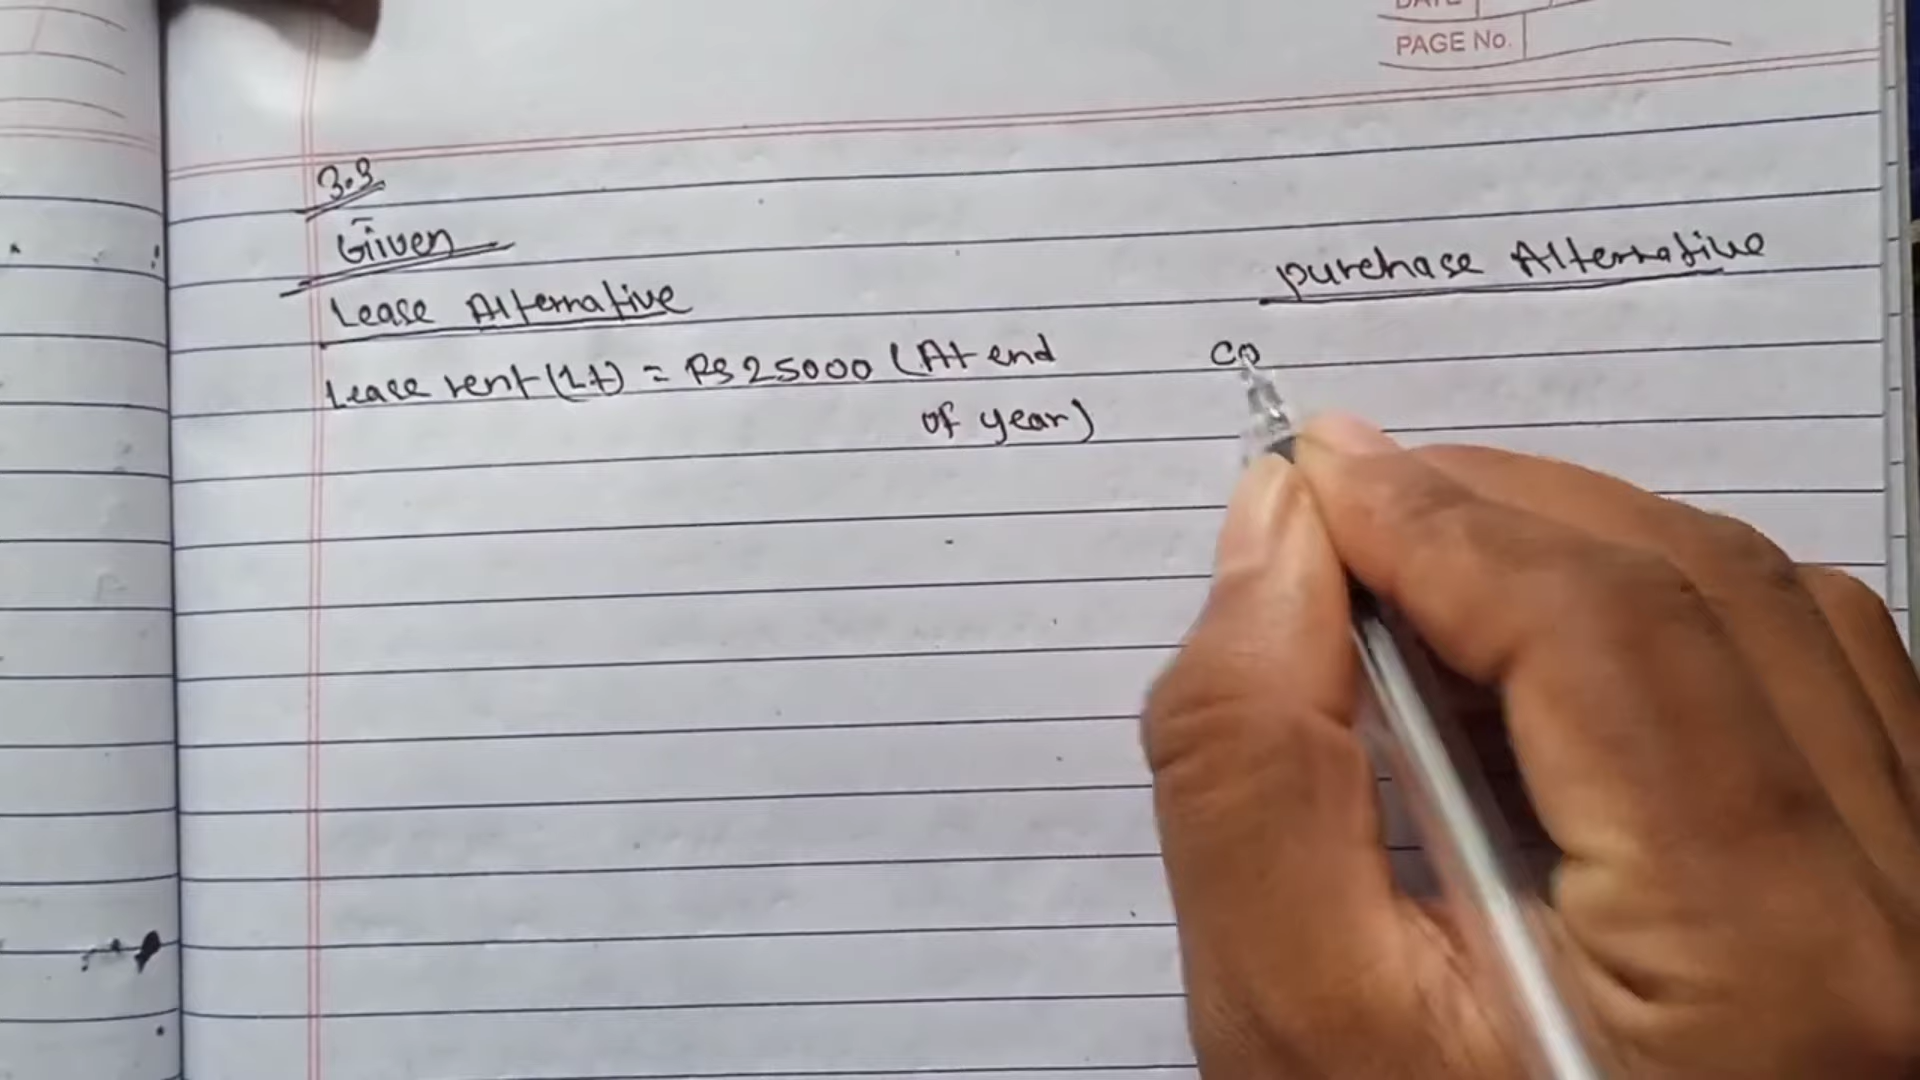 DATE
PAGE No.
3.3
Given
Lease Alternative
purchase Alternative
Lease rent (Lt) = RS 25000 (At end
of year)
co